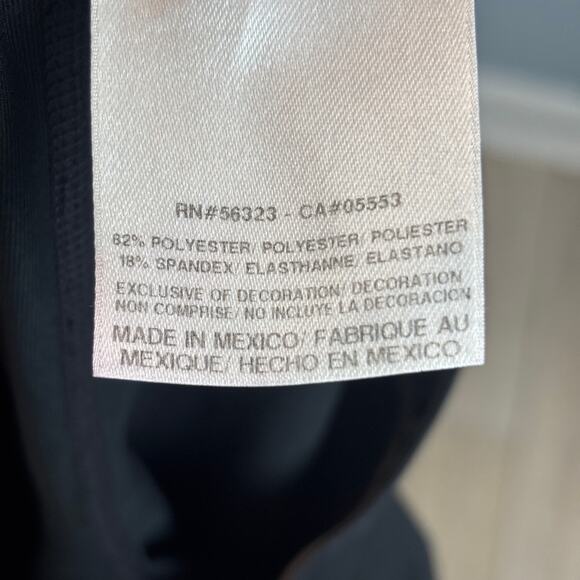 RN#56323 - CA#05553
82% POLYESTER/ POLYESTER/ POLIESTER
18% SPANDEX/ ELASTHANNE/ ELASTANO
EXCLUSIVE OF DECORATION/ DECORATION
NON COMPRISE/ NO INCLUYE LA DECORACION
MADE IN MEXICO/ FABRIQUE AU
MEXIQUE/ HECHO EN MEXICO